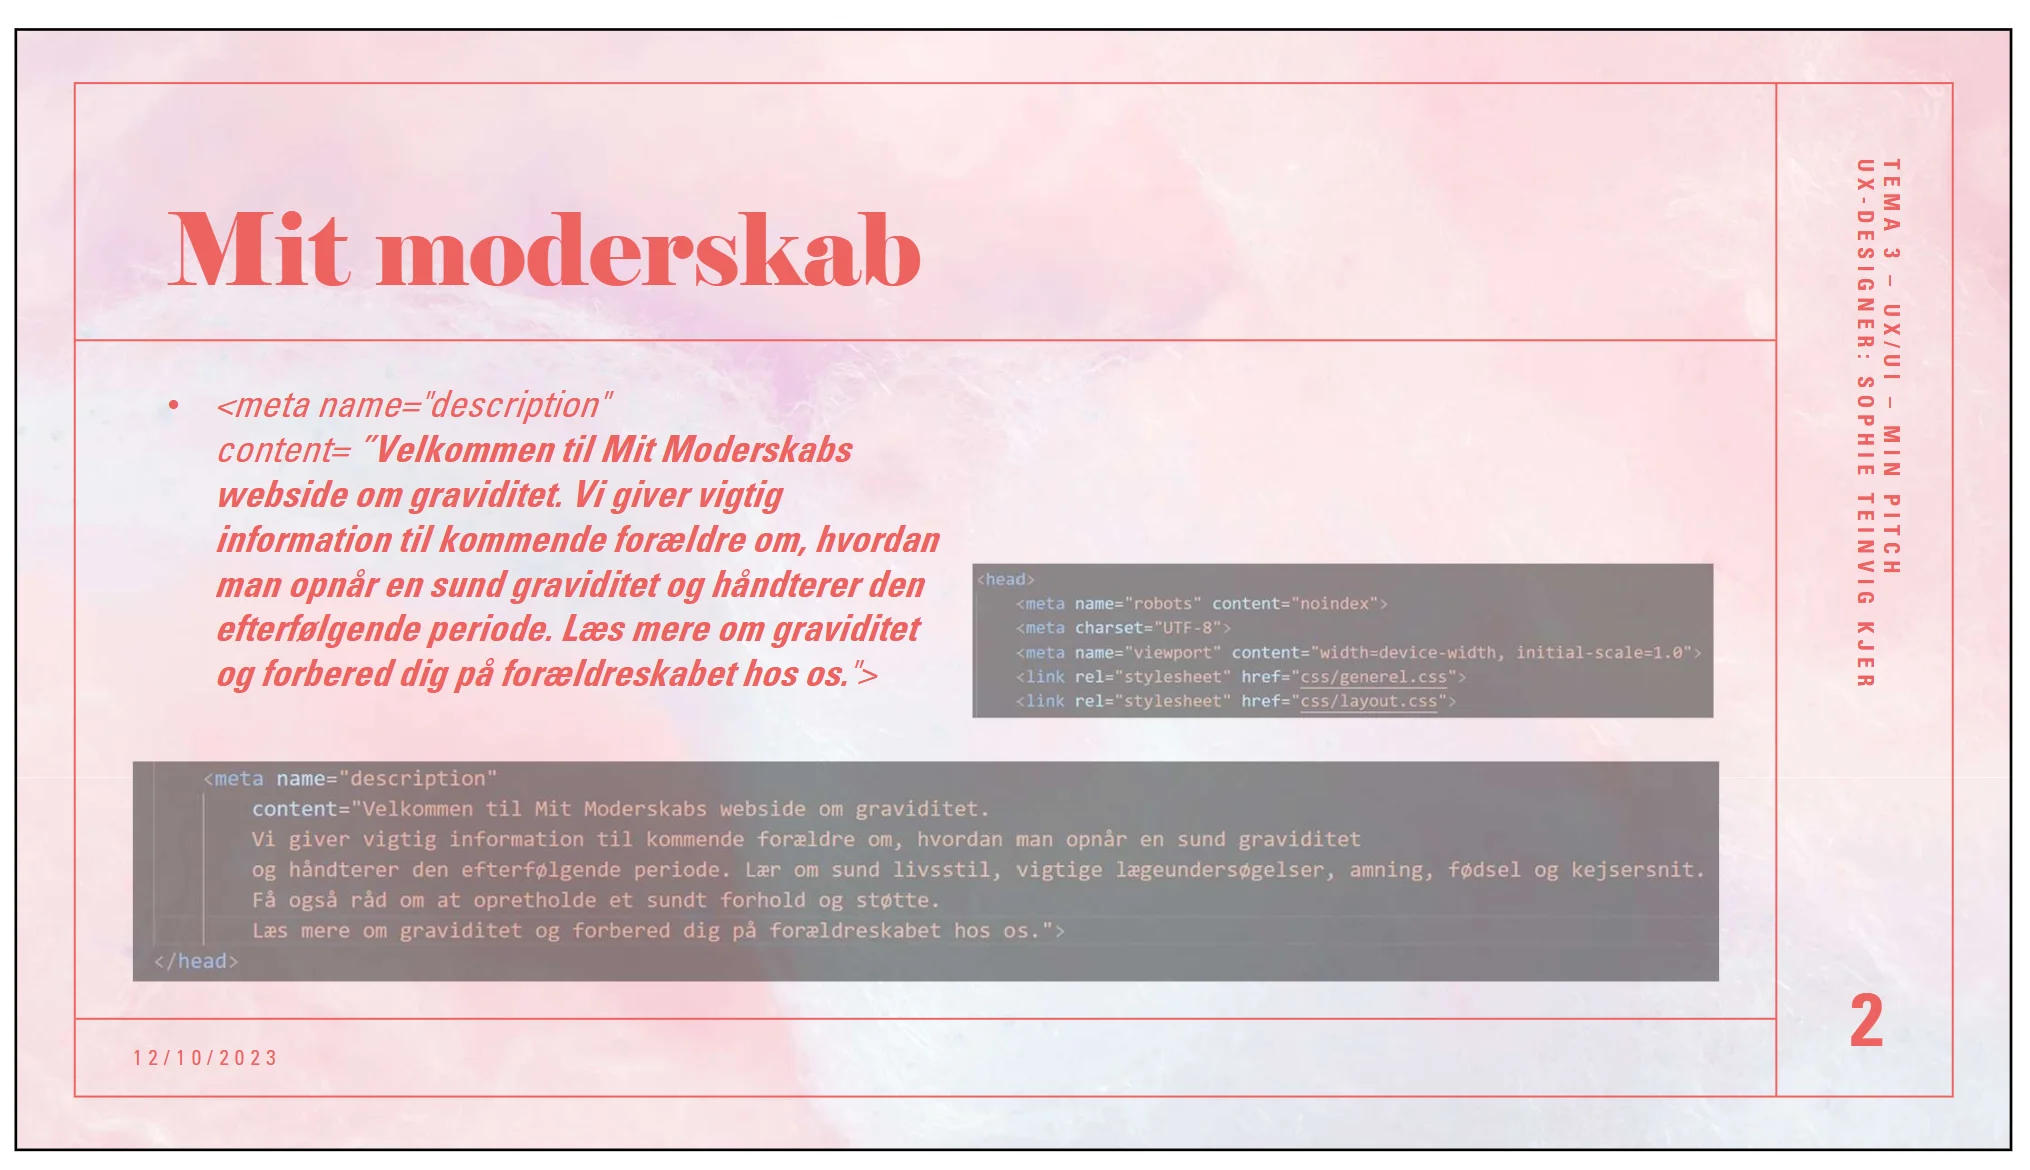 Mit moderskab
• <meta name="description"
content= ˝Velkommen til Mit Moderskabs
webside om graviditet. Vi giver vigtig
information til kommende forældre om, hvordan
man opnår en sund graviditet og håndterer den
efterfølgende periode. Læs mere om graviditet
og forbered dig på forældreskabet hos os.">
<head>
<meta name="robots" content="noindex">
<meta charset="UTF-8">
<meta name="viewport" content="width=device-width, initial-scale=1.0">
<link rel="stylesheet" href="css/generel.css">
<link rel="stylesheet" href="css/layout.css">
<meta name="description"
content="Velkommen til Mit Moderskabs webside om graviditet.
Vi giver vigtig information til kommende forældre om, hvordan man opnår en sund graviditet
og håndterer den efterfølgende periode. Lær om sund livsstil, vigtige lægeundersøgelser, amning, fødsel og kejsersnit.
Få også råd om at opretholde et sundt forhold og støtte.
Læs mere om graviditet og forbered dig på forældreskabet hos os.">
</head>
12/10/2023
TEMA 3 – UX/UI – MIN PITCH
UX-DESIGNER: SOPHIE TEINVIG KJER
2